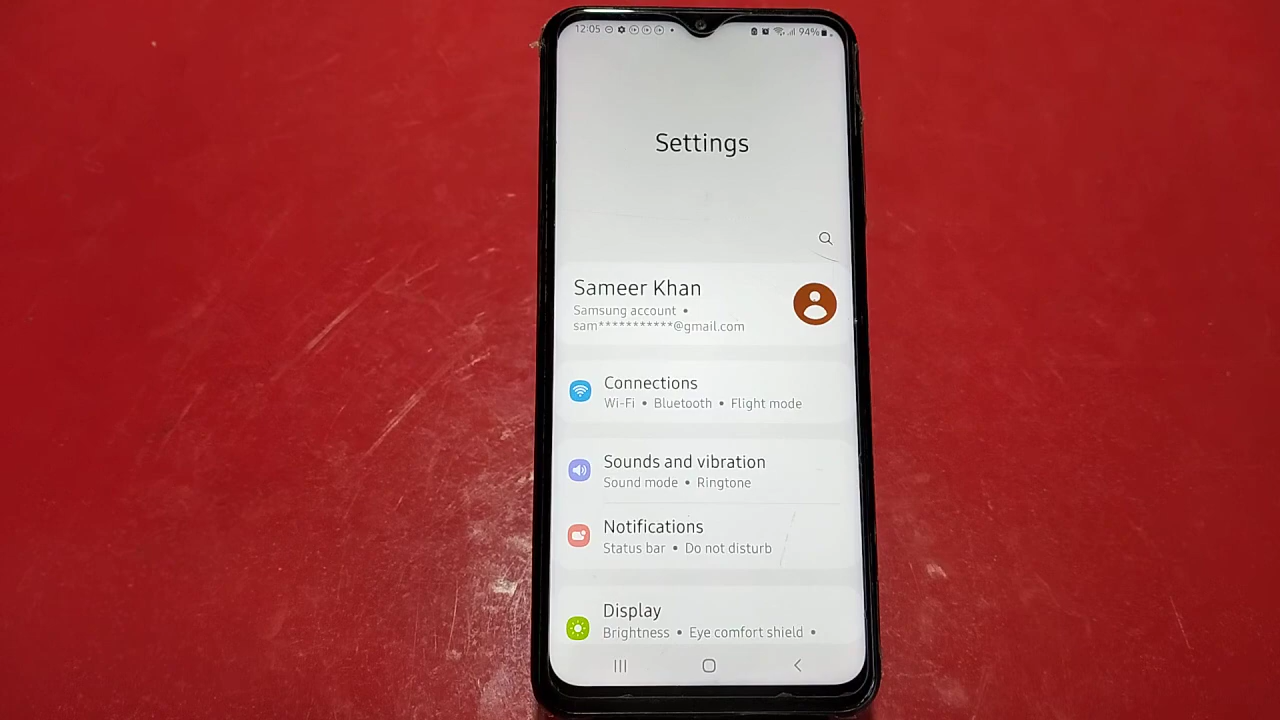 12:05 94%
Settings
Sameer Khan
Samsung account •
sam***********@gmail.com
Connections
Wi-Fi • Bluetooth • Flight mode
Sounds and vibration
Sound mode • Ringtone
Notifications
Status bar • Do not disturb
Display
Brightness • Eye comfort shield •